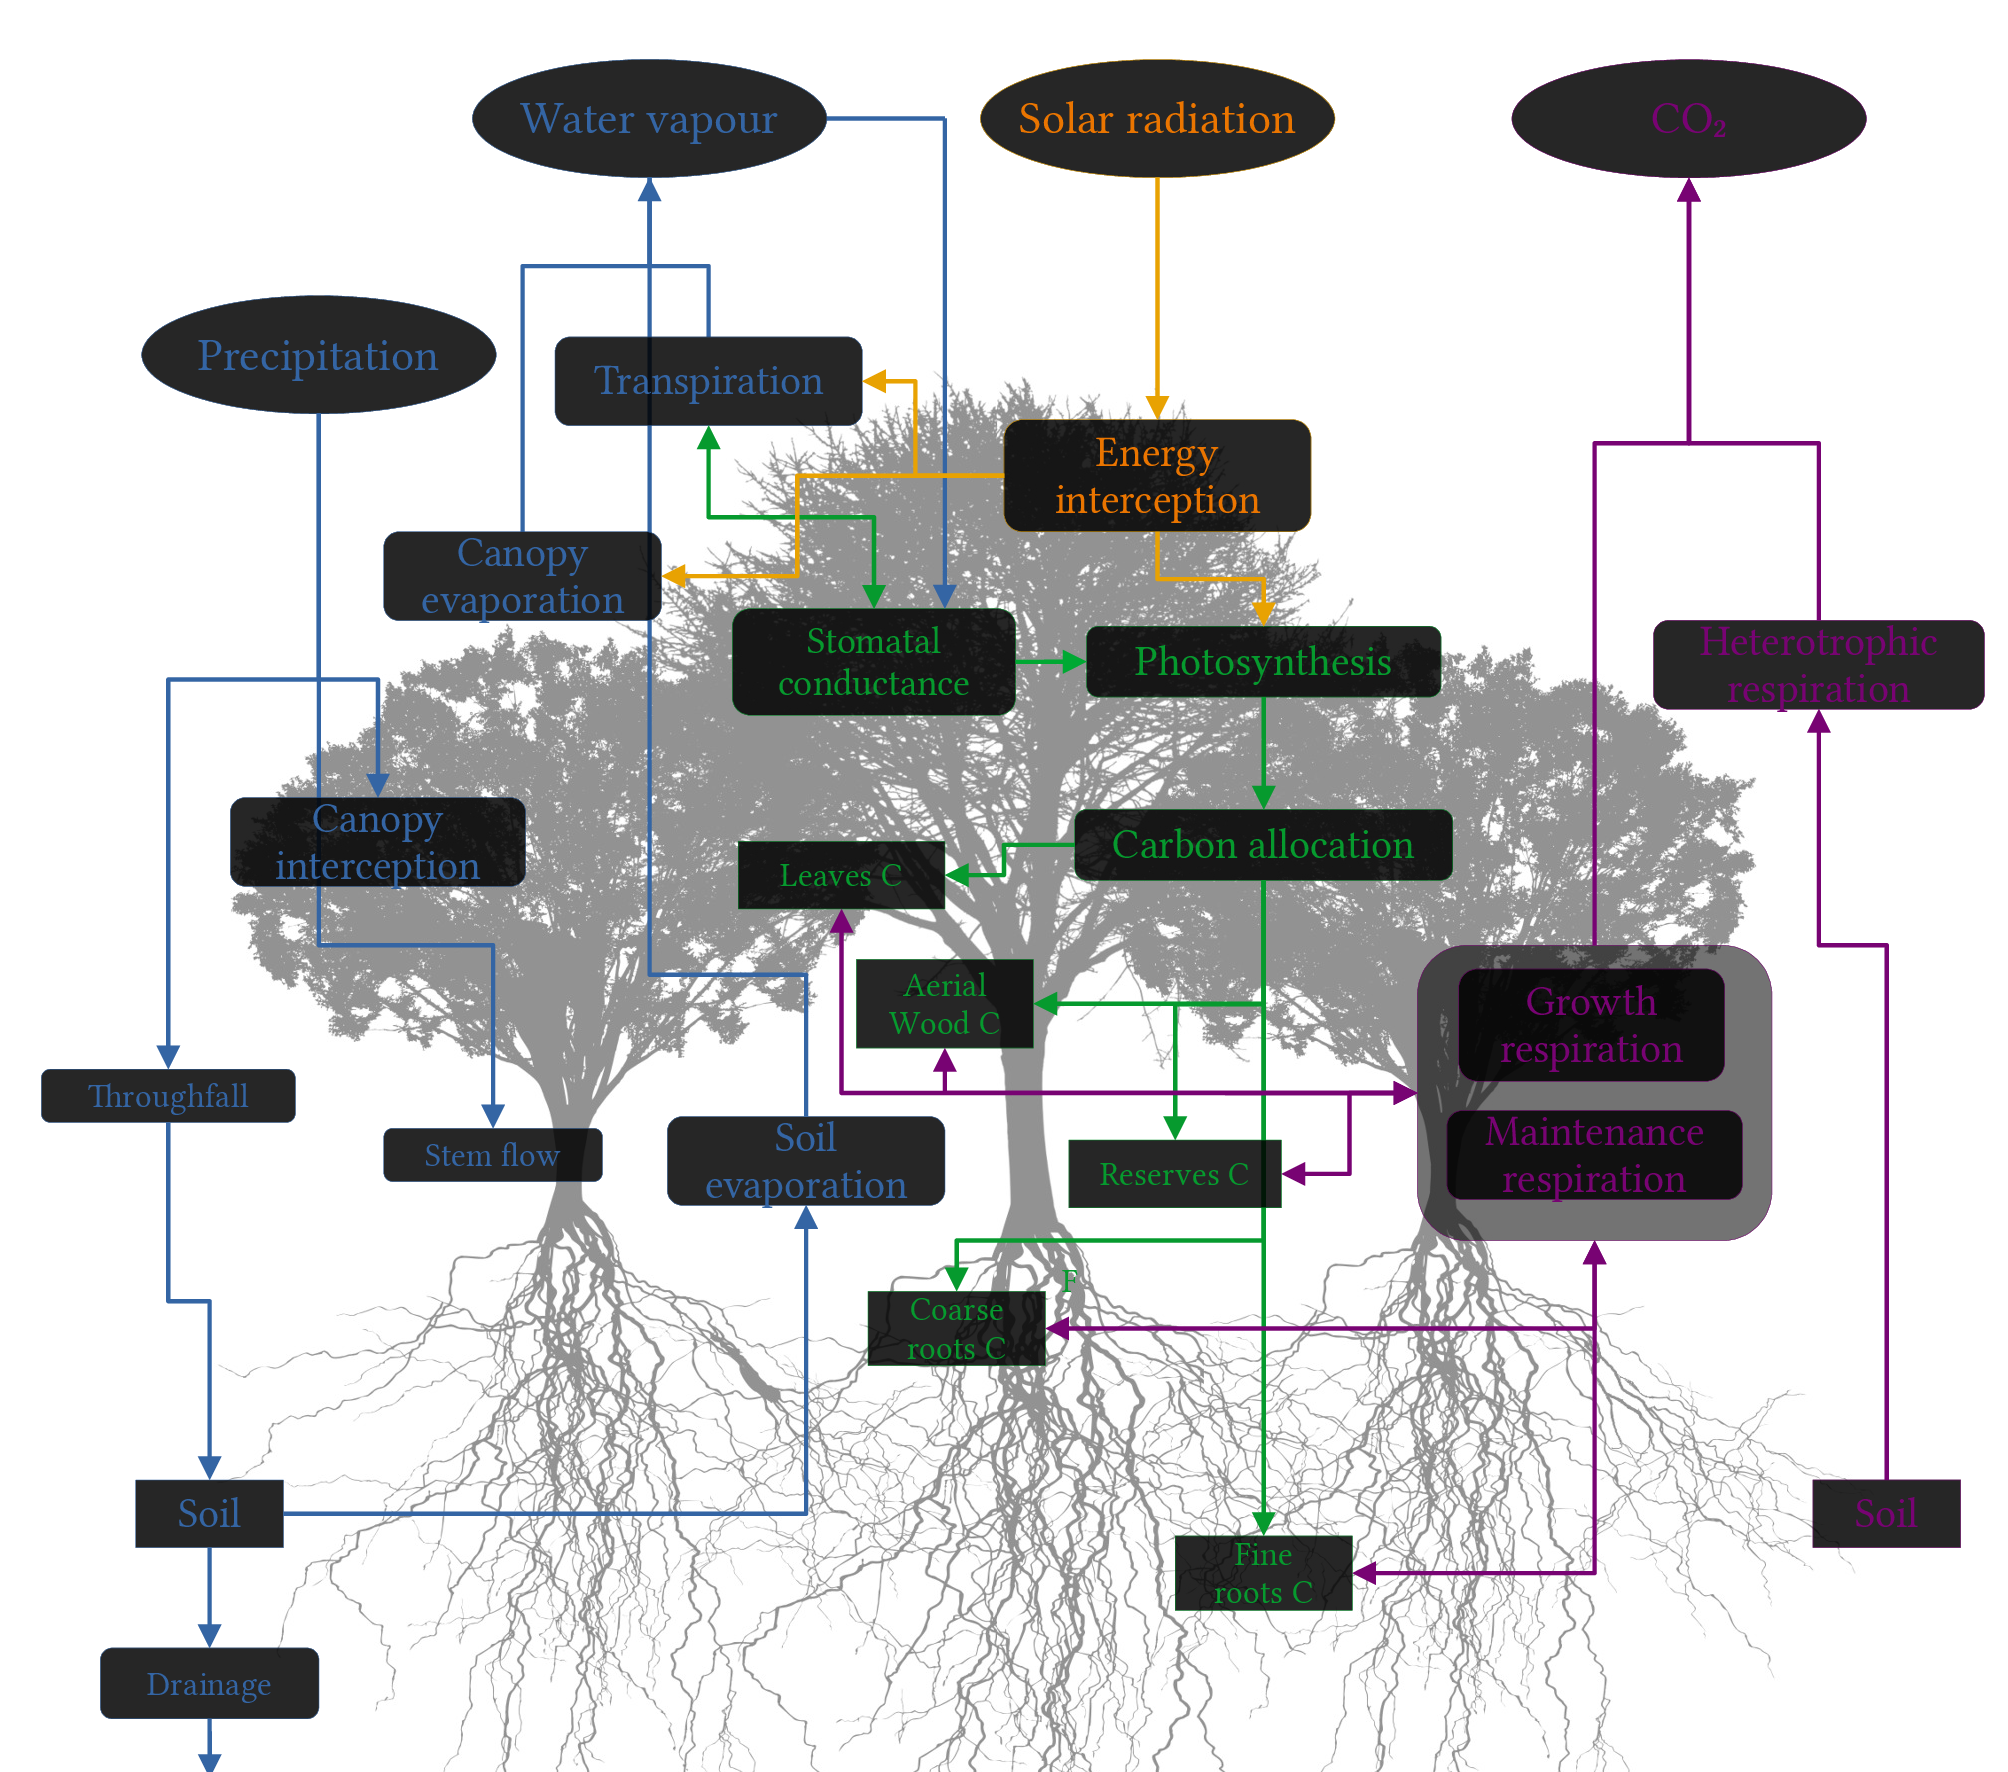 Water vapour
Solar radiation
CO₂
Precipitation
Transpiration
Energy
interception
Canopy
evaporation
Stomatal
conductance
Photosynthesis
Heterotrophic
respiration
Canopy
interception
Leaves C
Carbon allocation
Aerial
Wood C
Growth
respiration
Throughfall
Stem flow
Soil
evaporation
Reserves C
Maintenance
respiration
F
Coarse
roots C
Soil
Soil
Fine
roots C
Drainage